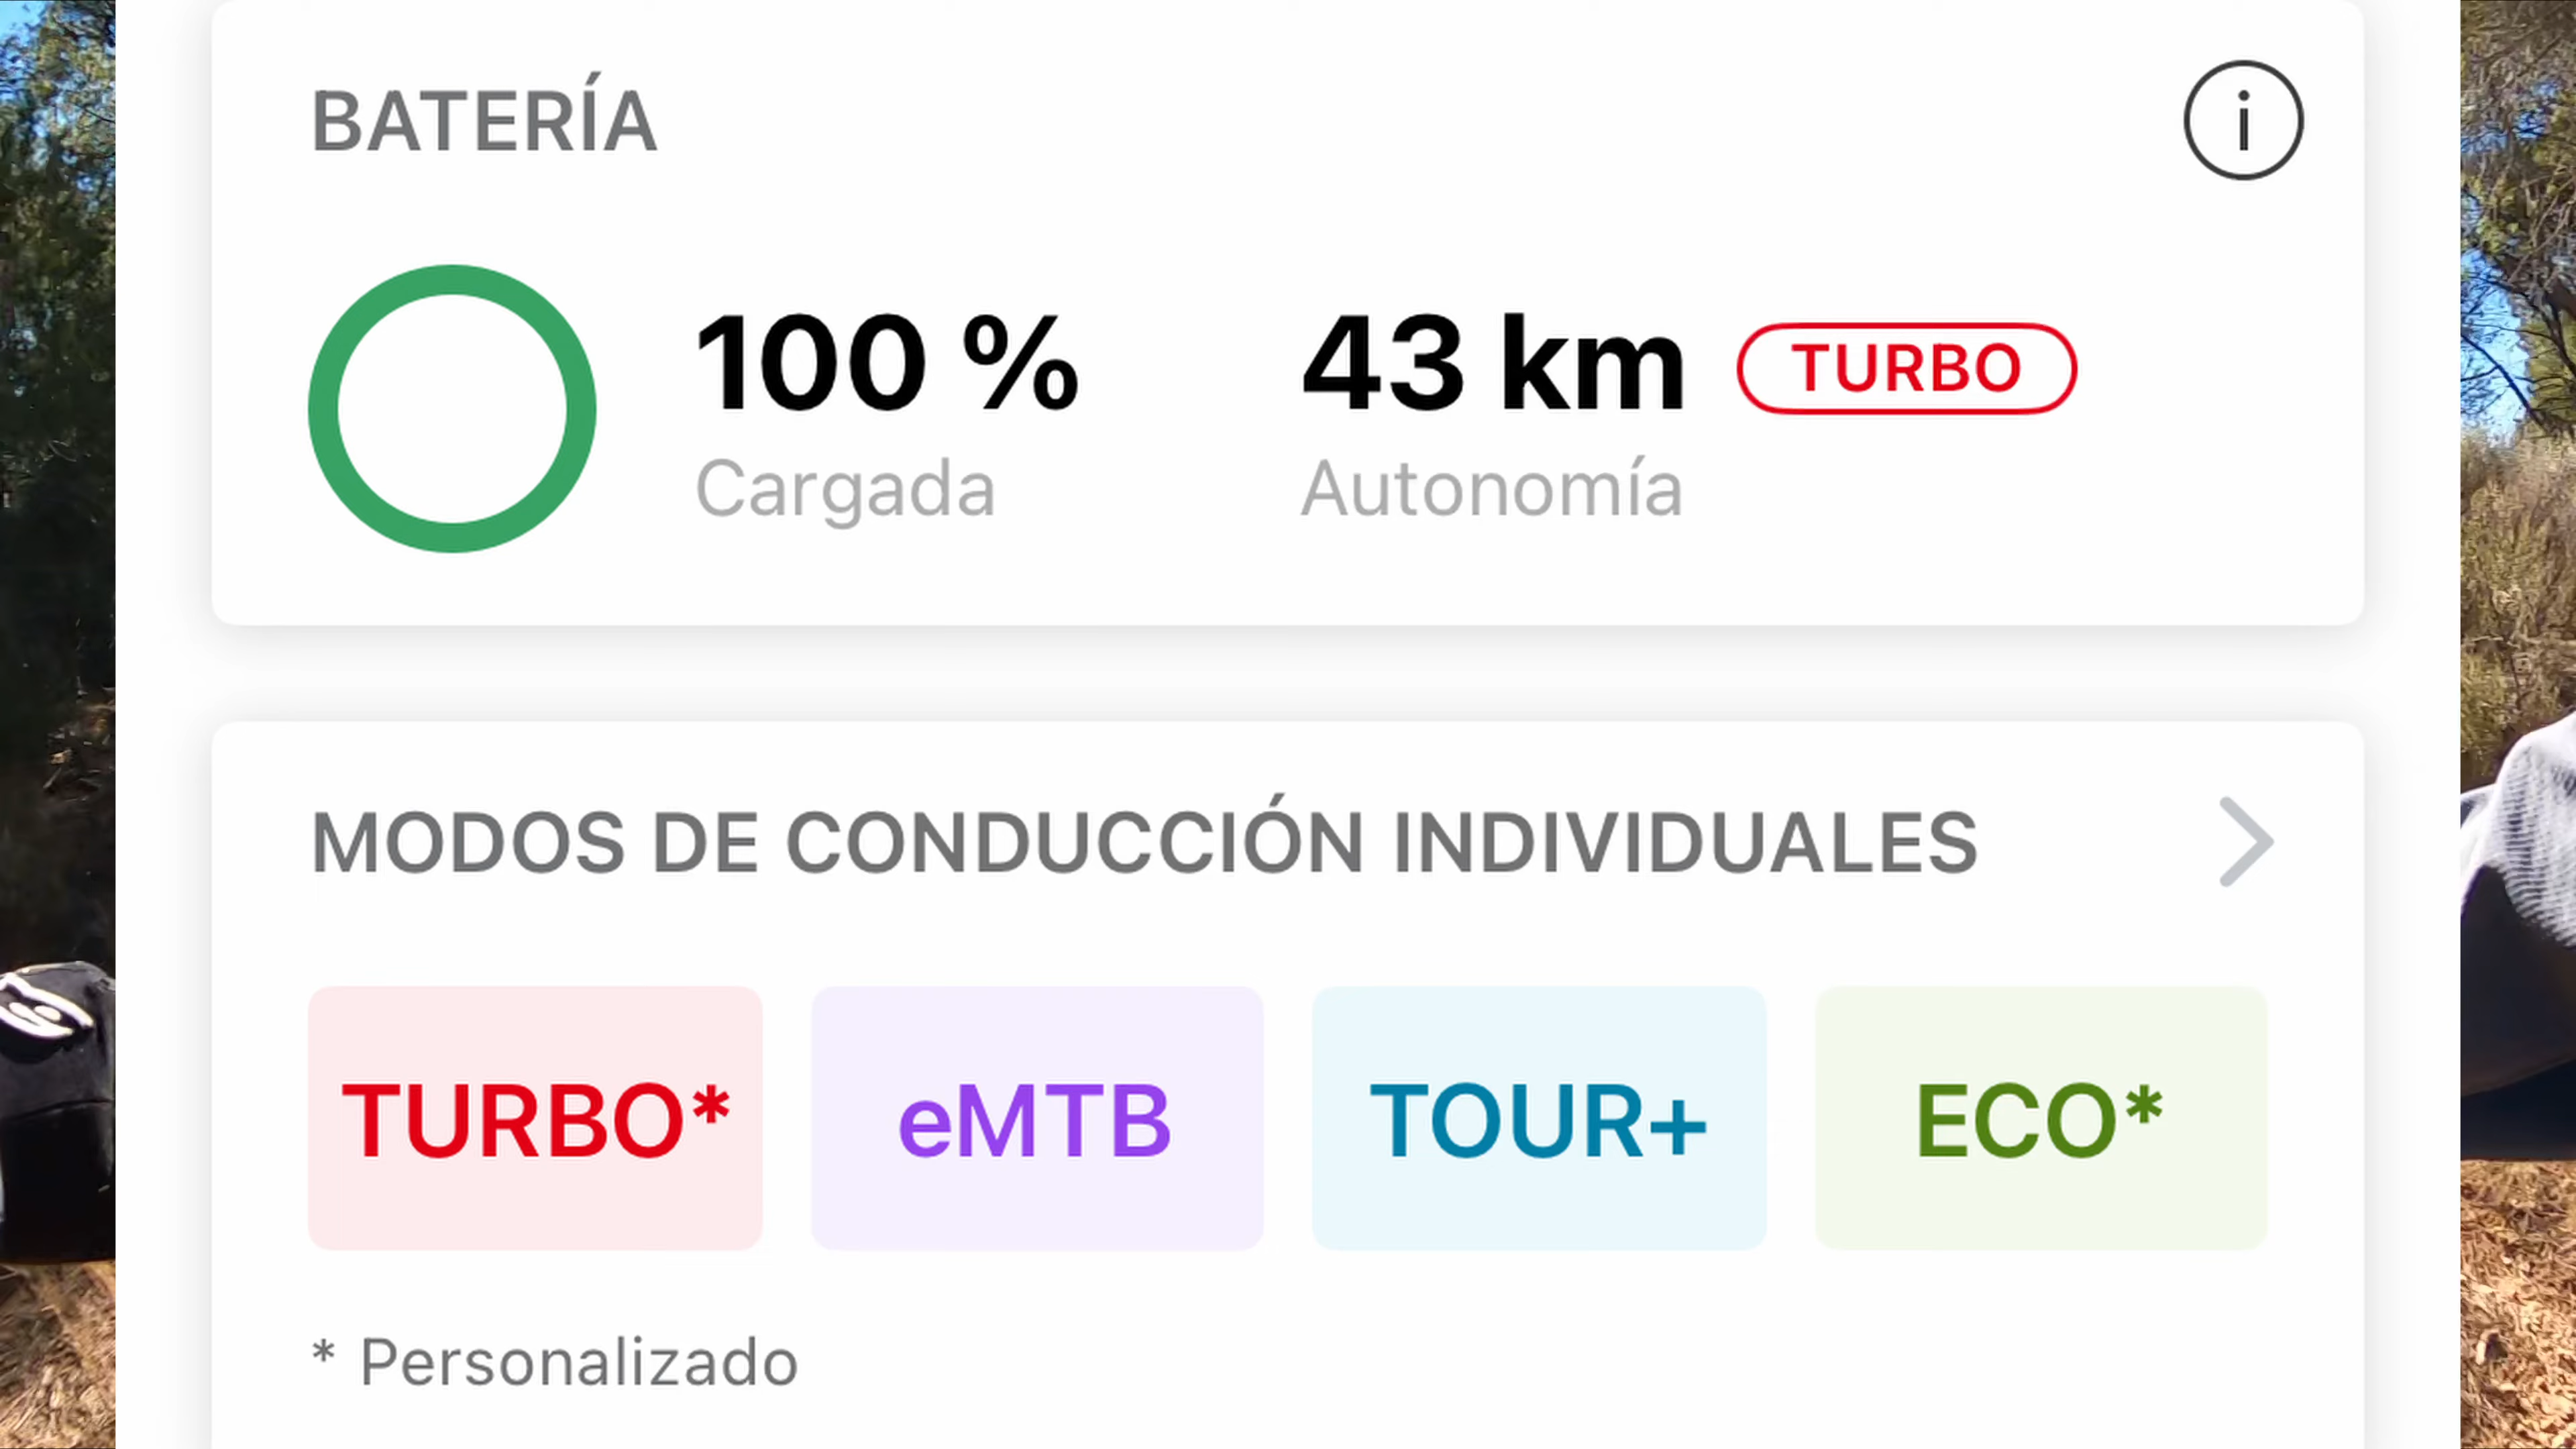 BATERÍA
100 %
43 km TURBO
Cargada
Autonomía
MODOS DE CONDUCCIÓN INDIVIDUALES
TURBO*
eMTB
TOUR+
ECO*
* Personalizado